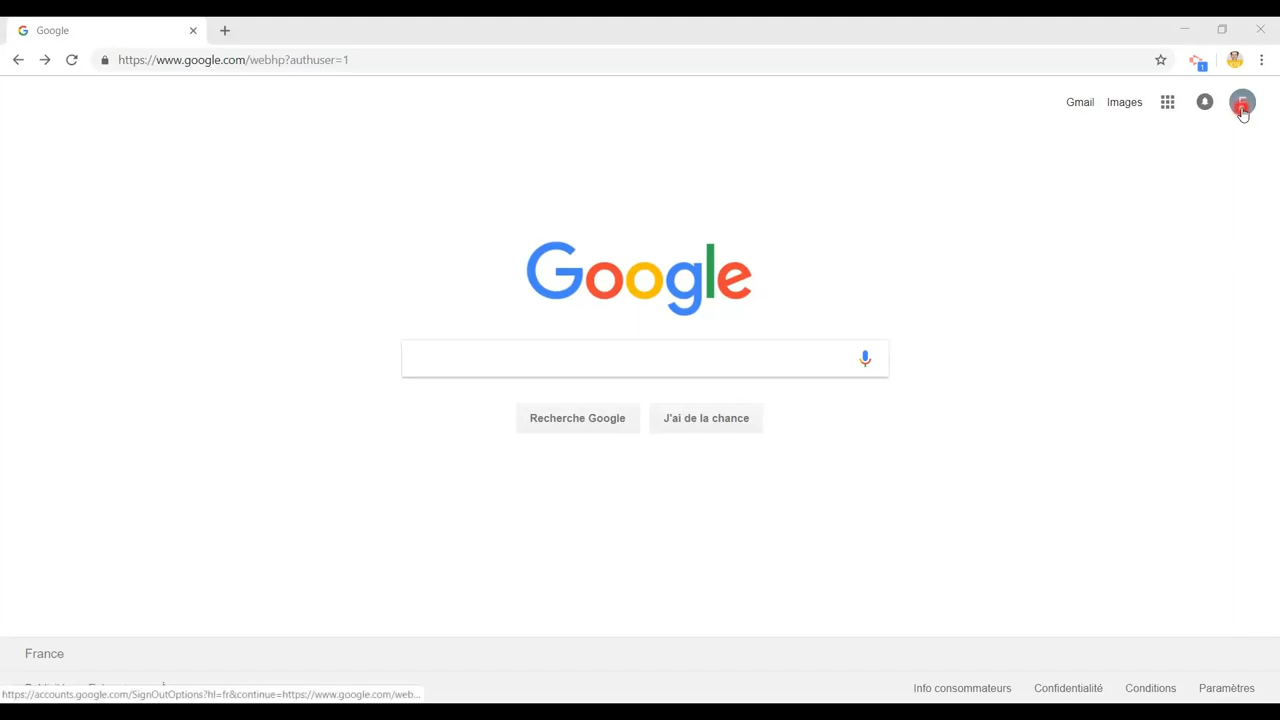 Google
https://www.google.com/webhp?authuser=1
1
Gmail Images
Google
Recherche Google J'ai de la chance
France
https://accounts.google.com/SignOutOptions?hl=fr&continue=https://www.google.com/web...
Info consommateurs Confidentialité Conditions Paramètres